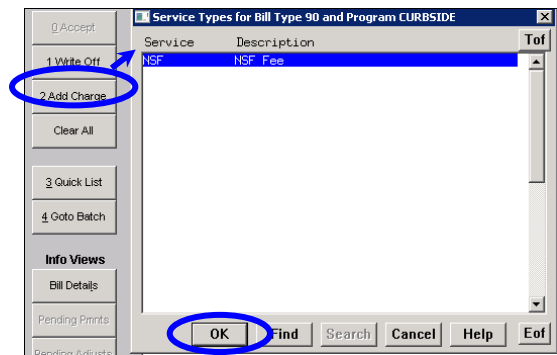 0 Accept
1 Write Off
2 Add Charge
Clear All
3 Quick List
4 Goto Batch
Info Views
Bill Details
Pending Pmnts
Pending Adjusts
Service Types for Bill Type 90 and Program CURBSIDE
Service Description Tof
NSF NSF Fee
OK Find Search Cancel Help Eof